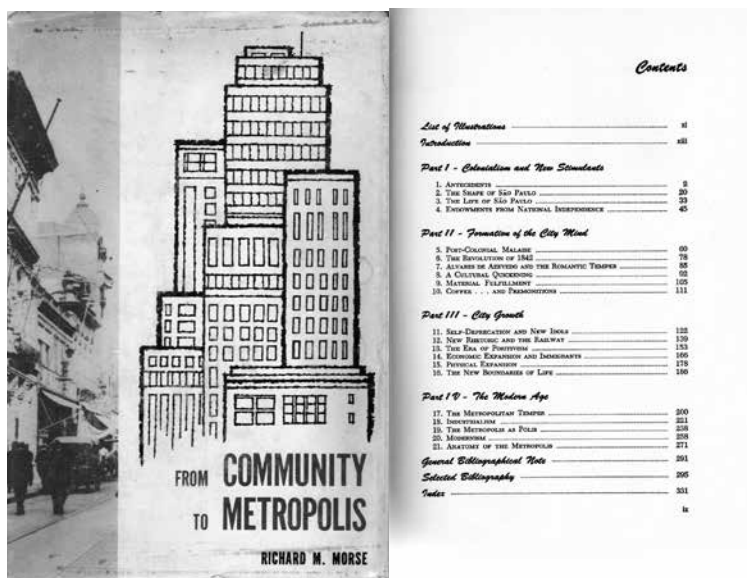 FROM COMMUNITY
TO METROPOLIS
RICHARD M. MORSE
Contents
List of Illustrations xi
Introduction xiii
Part I - Colonialism and New Stimulants
1. ANTECEDENTS 2
2. THE SHAPE OF SÃO PAULO 20
3. THE LIFE OF SÃO PAULO 33
4. ENDOWMENTS FROM NATIONAL INDEPENDENCE 45
Part II - Formation of the City Mind
5. POST-COLONIAL MALAISE 60
6. THE REVOLUTION OF 1842 78
7. ALVARES DE AZEVEDO AND THE ROMANTIC TEMPER 85
8. A CULTURAL QUICKENING 92
9. MATERIAL FULFILLMENT 105
10. COFFEE . . . AND PREMONITIONS 111
Part III - City Growth
11. SELF-DEPRECATION AND NEW IDOLS 122
12. NEW RHETORIC AND THE RAILWAY 139
13. THE ERA OF POSITIVISM 153
14. ECONOMIC EXPANSION AND IMMIGRANTS 166
15. PHYSICAL EXPANSION 178
16. THE NEW BOUNDARIES OF LIFE 186
Part IV - The Modern Age
17. THE METROPOLITAN TEMPER 200
18. INDUSTRIALISM 221
19. THE METROPOLIS AS POLIS 238
20. MODERNISM 258
21. ANATOMY OF THE METROPOLIS 271
General Bibliographical Note 291
Selected Bibliography 295
Index 331
ix